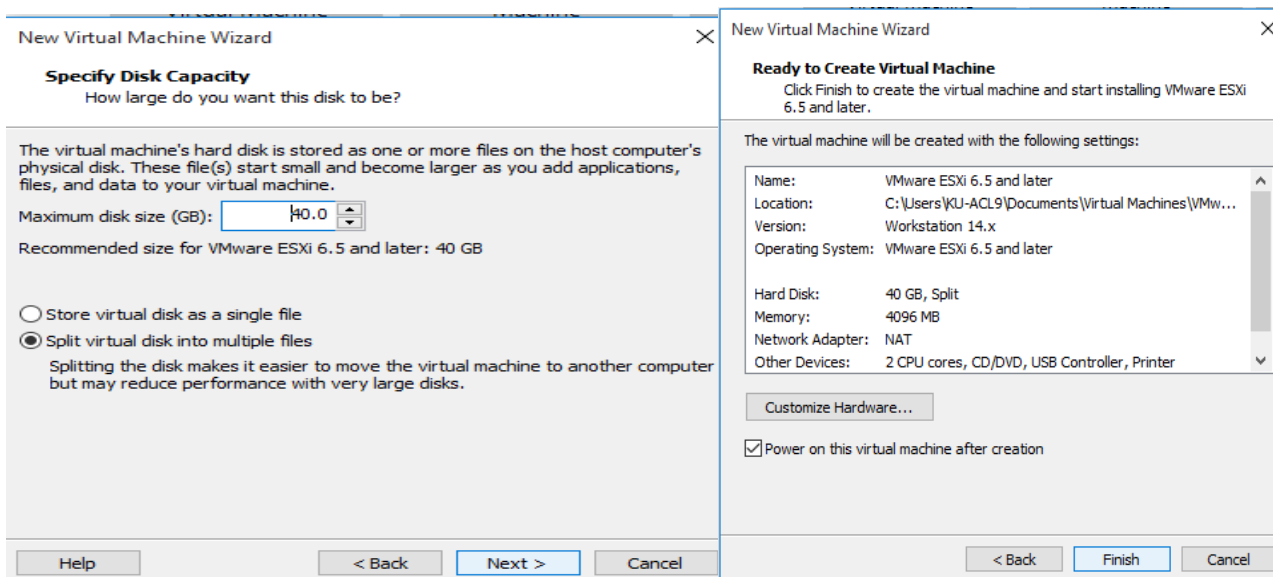 New Virtual Machine Wizard
Specify Disk Capacity
How large do you want this disk to be?
The virtual machine's hard disk is stored as one or more files on the host computer's
physical disk. These file(s) start small and become larger as you add applications,
files, and data to your virtual machine.
Maximum disk size (GB): 40.0
Recommended size for VMware ESXi 6.5 and later: 40 GB
Store virtual disk as a single file
Split virtual disk into multiple files
Splitting the disk makes it easier to move the virtual machine to another computer
but may reduce performance with very large disks.
Help < Back Next > Cancel
New Virtual Machine Wizard
Ready to Create Virtual Machine
Click Finish to create the virtual machine and start installing VMware ESXi
6.5 and later.
The virtual machine will be created with the following settings:
Name: VMware ESXi 6.5 and later
Location: C:\Users\KU-ACL9\Documents\Virtual Machines\VMw...
Version: Workstation 14.x
Operating System: VMware ESXi 6.5 and later
Hard Disk: 40 GB, Split
Memory: 4096 MB
Network Adapter: NAT
Other Devices: 2 CPU cores, CD/DVD, USB Controller, Printer
Customize Hardware...
Power on this virtual machine after creation
< Back Finish Cancel